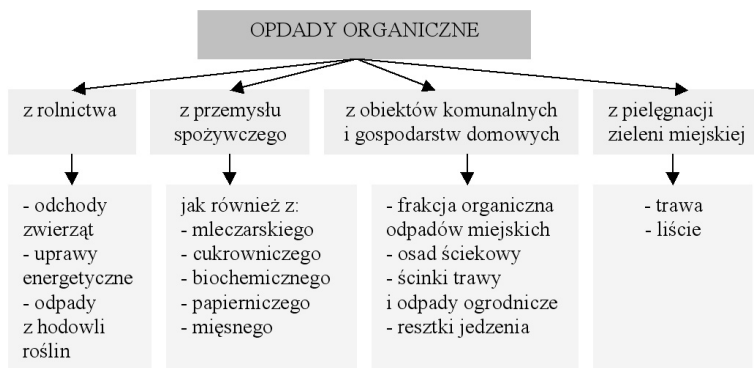 OPDADY ORGANICZNE
z rolnictwa
z przemysłu
spożywczego
z obiektów komunalnych
i gospodarstw domowych
z pielęgnacji
zieleni miejskiej
- odchody
zwierząt
- uprawy
energetyczne
- odpady
z hodowli
roślin
jak również z:
- mleczarskiego
- cukrowniczego
- biochemicznego
- papierniczego
- mięsnego
- frakcja organiczna
odpadów miejskich
- osad ściekowy
- ścinki trawy
i odpady ogrodnicze
- resztki jedzenia
- trawa
- liście